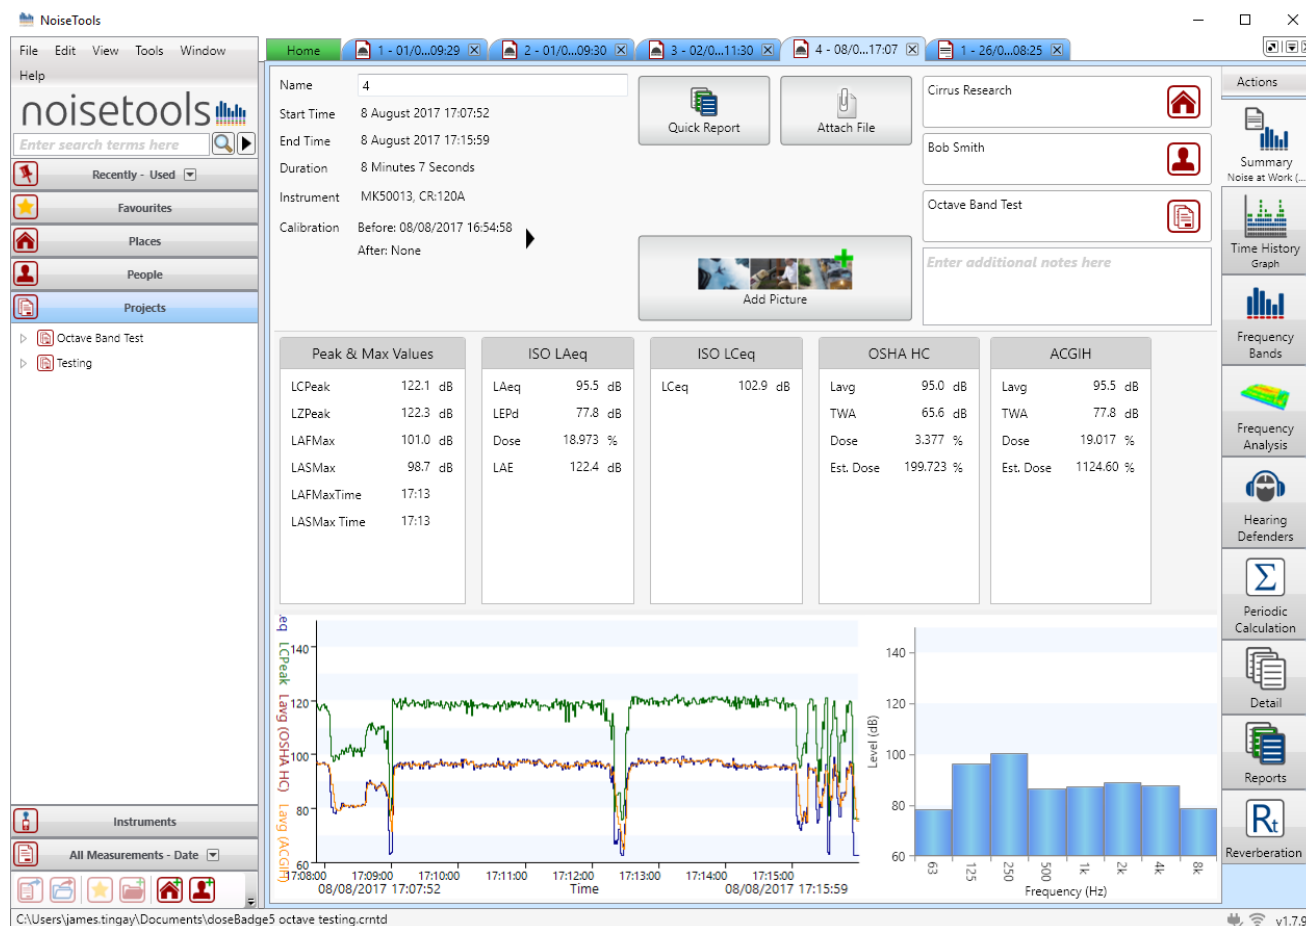 NoiseTools
File Edit View Tools Window
Help
noisetools
Enter search terms here
Recently - Used
Favourites
Places
People
Projects
Octave Band Test
Testing
Instruments
All Measurements - Date
C:\Users\james.tingay\Documents\doseBadge5 octave testing.crntd
Home
1 - 01/0...09:29
2 - 01/0...09:30
3 - 02/0...11:30
4 - 08/0...17:07
1 - 26/0...08:25
Name 4
Start Time 8 August 2017 17:07:52
End Time 8 August 2017 17:15:59
Duration 8 Minutes 7 Seconds
Instrument MK50013, CR:120A
Calibration Before: 08/08/2017 16:54:58
After: None
Quick Report
Attach File
Add Picture
Cirrus Research
Bob Smith
Octave Band Test
Enter additional notes here
Peak & Max Values
LCPeak 122.1 dB
LZPeak 122.3 dB
LAFMax 101.0 dB
LASMax 98.7 dB
LAFMaxTime 17:13
LASMax Time 17:13
ISO LAeq
LAeq 95.5 dB
LEPd 77.8 dB
Dose 18.973 %
LAE 122.4 dB
ISO LCeq
LCeq 102.9 dB
OSHA HC
Lavg 95.0 dB
TWA 65.6 dB
Dose 3.377 %
Est. Dose 199.723 %
ACGIH
Lavg 95.5 dB
TWA 77.8 dB
Dose 19.017 %
Est. Dose 1124.60 %
eq
LCPeak
Lavg (OSHA HC)
Lavg (ACGIH)
140
120
100
80
60
17:08:00 17:09:00 17:10:00 17:11:00 17:12:00 17:13:00 17:14:00 17:15:00
08/08/2017 17:07:52 Time 08/08/2017 17:15:59
Level (dB)
140
120
100
80
60
63 125 250 500 1k 2k 4k 8k
Frequency (Hz)
Actions
Summary
Noise at Work (...
Time History
Graph
Frequency
Bands
Frequency
Analysis
Hearing
Defenders
Σ
Periodic
Calculation
Detail
Reports
Rt
Reverberation
v1.7.9